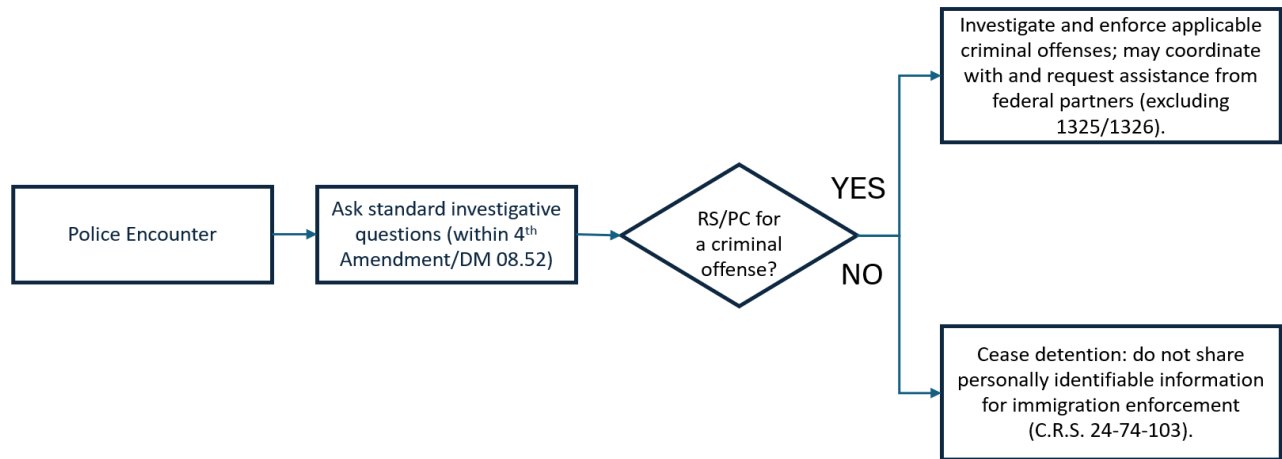 Police Encounter
Ask standard investigative
questions (within 4th
Amendment/DM 08.52)
RS/PC for
a criminal
offense?
YES
NO
Investigate and enforce applicable
criminal offenses; may coordinate
with and request assistance from
federal partners (excluding
1325/1326).
Cease detention: do not share
personally identifiable information
for immigration enforcement
(C.R.S. 24-74-103).